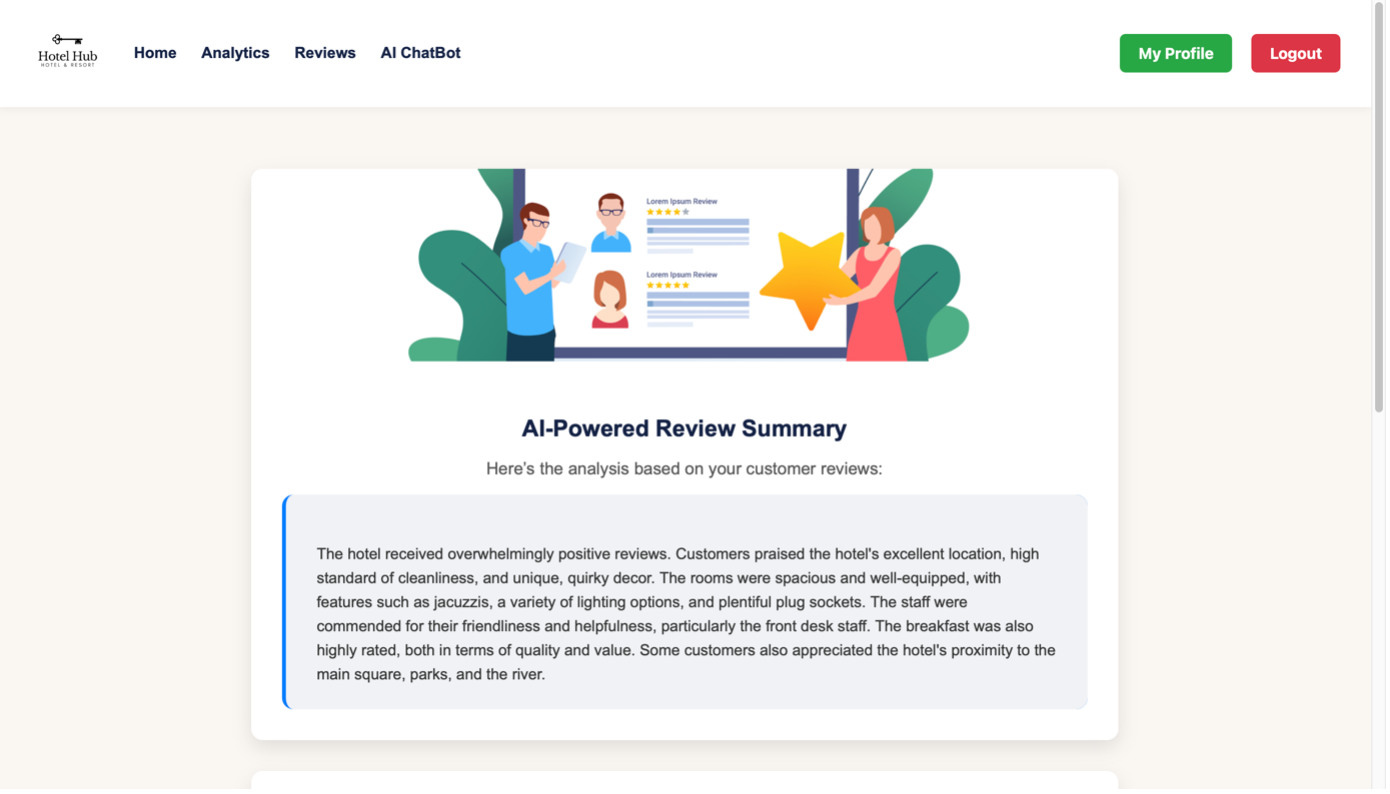 Hotel Hub
HOTEL & RESORT
Home
Analytics
Reviews
AI ChatBot
My Profile
Logout
Lorem Ipsum Review
Lorem Ipsum Review
AI-Powered Review Summary
Here's the analysis based on your customer reviews:
The hotel received overwhelmingly positive reviews. Customers praised the hotel's excellent location, high
standard of cleanliness, and unique, quirky decor. The rooms were spacious and well-equipped, with
features such as jacuzzis, a variety of lighting options, and plentiful plug sockets. The staff were
commended for their friendliness and helpfulness, particularly the front desk staff. The breakfast was also
highly rated, both in terms of quality and value. Some customers also appreciated the hotel's proximity to the
main square, parks, and the river.